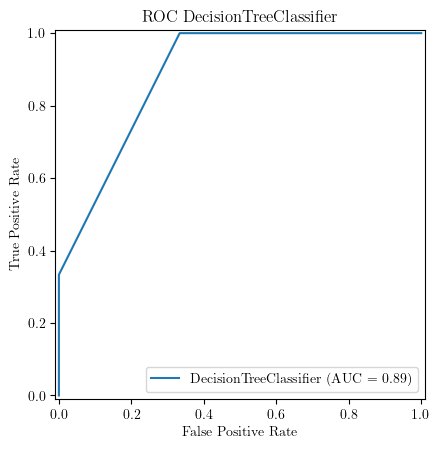 ROC DecisionTreeClassifier
True Positive Rate
1.0
0.8
0.6
0.4
0.2
0.0
DecisionTreeClassifier (AUC = 0.89)
0.0 0.2 0.4 0.6 0.8 1.0
False Positive Rate